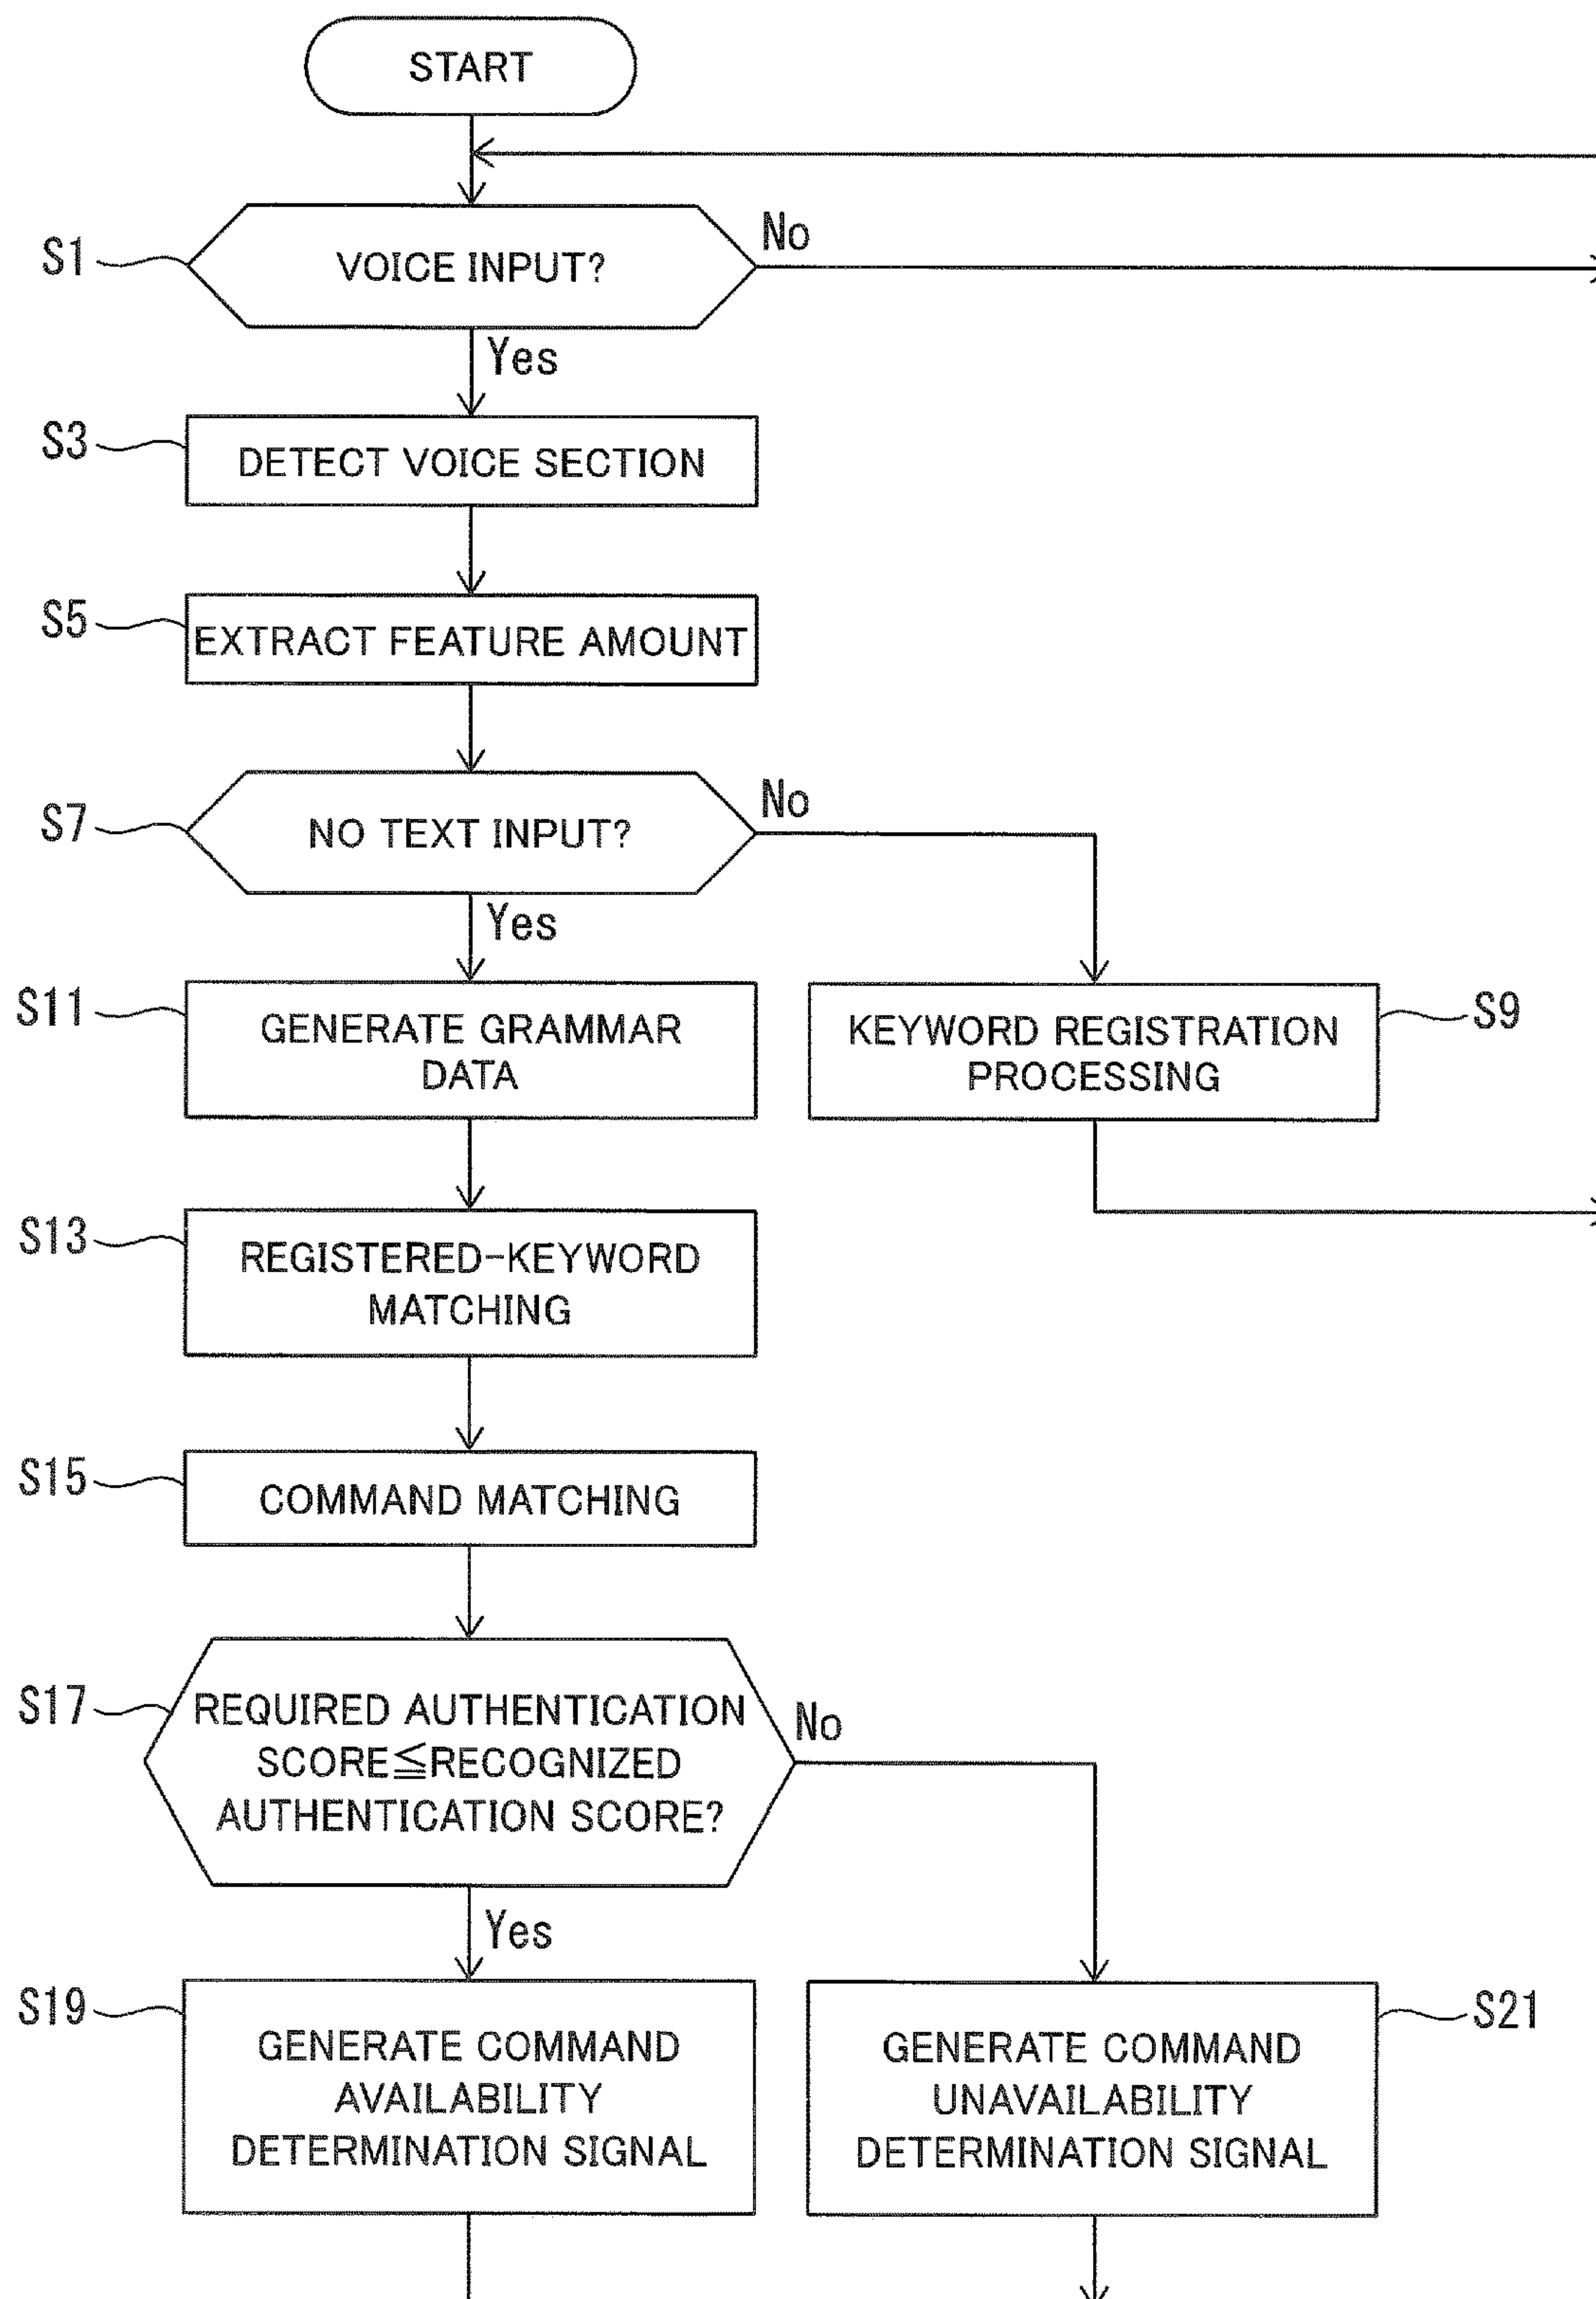 START
S1
VOICE INPUT?
No
Yes
S3
DETECT VOICE SECTION
S5
EXTRACT FEATURE AMOUNT
S7
NO TEXT INPUT?
No
Yes
S11
GENERATE GRAMMAR
DATA
KEYWORD REGISTRATION
PROCESSING
S9
S13
REGISTERED-KEYWORD
MATCHING
S15
COMMAND MATCHING
S17
REQUIRED AUTHENTICATION
SCORE≦RECOGNIZED
AUTHENTICATION SCORE?
No
Yes
S19
GENERATE COMMAND
AVAILABILITY
DETERMINATION SIGNAL
GENERATE COMMAND
UNAVAILABILITY
DETERMINATION SIGNAL
S21